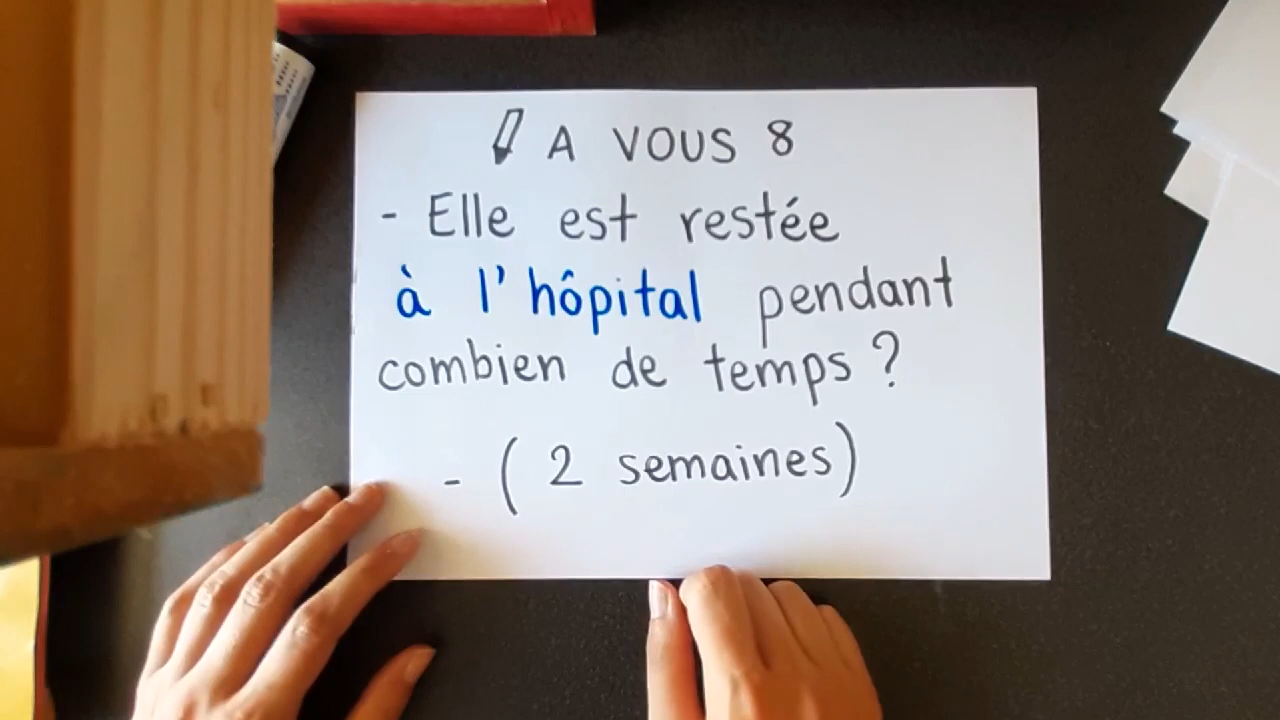 A VOUS 8
- Elle est restée
à l'hôpital pendant
combien de temps ?
- ( 2 semaines)